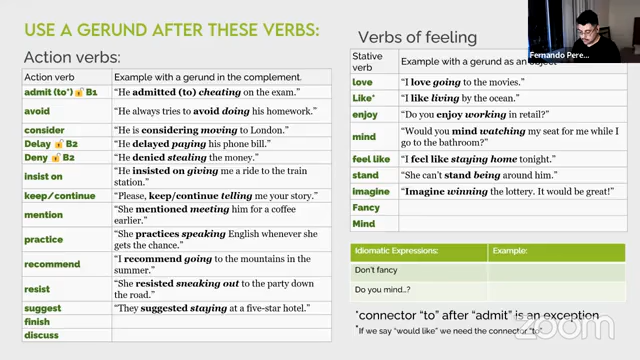 USE A GERUND AFTER THESE VERBS:
Action verbs:
Action verb
Example with a gerund in the complement.
admit (to*) 🔓 B1
"He admitted (to) cheating on the exam."
avoid
"He always tries to avoid doing his homework."
consider
"He is considering moving to London."
Delay 🔓 B2
"He delayed paying his phone bill."
Deny 🔓 B2
"He denied stealing the money."
insist on
"He insisted on giving me a ride to the train
station."
keep/continue
"Please, keep/continue telling me your story."
mention
"She mentioned meeting him for a coffee
earlier."
practice
"She practices speaking English whenever she
gets the chance."
recommend
"I recommend going to the mountains in the
summer."
resist
"She resisted sneaking out to the party down
the road."
suggest
"They suggested staying at a five-star hotel."
finish
discuss
Verbs of feeling
Stative
verb
Example with a gerund as an object
love
"I love going to the movies."
Like*
"I like living by the ocean."
enjoy
"Do you enjoy working in retail?"
mind
"Would you mind watching my seat for me while I
go to the bathroom?"
feel like
"I feel like staying home tonight."
stand
"She can't stand being around him."
imagine
"Imagine winning the lottery. It would be great!"
Fancy
Mind
Idiomatic Expressions:
Example:
Don't fancy
Do you mind..?
*connector "to" after "admit" is an exception
*If we say "would like" we need the connector "to"
Fernando Pere...
zoom